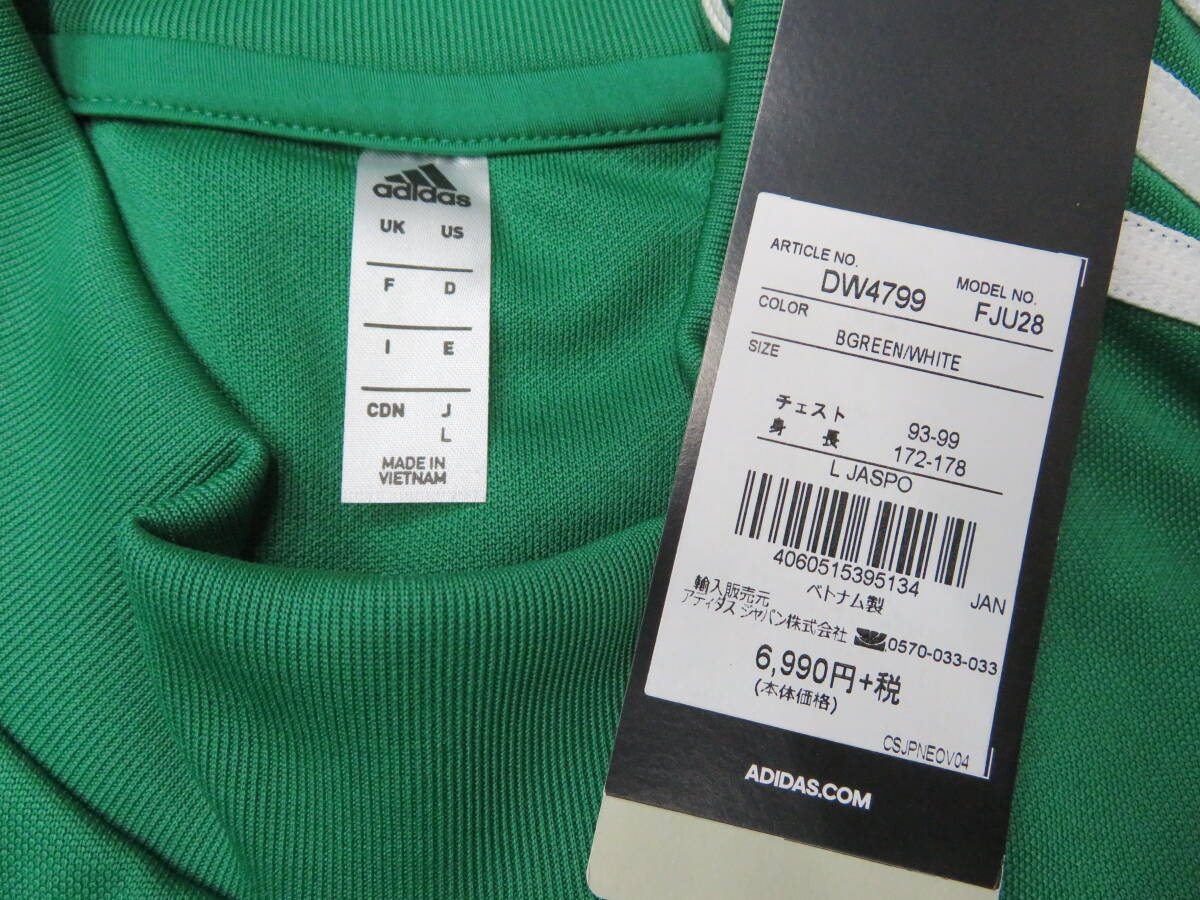 adidas
UK US
F D
I E
CDN J
L
MADE IN
VIETNAM
ARTICLE NO. DW4799
MODEL NO. FJU28
COLOR BGREEN/WHITE
SIZE
チェスト 93-99
身長 172-178
L JASPO
4060515395134
JAN
ベトナム製
輸入販売元
アディダス ジャパン株式会社 0570-033-033
6,990円+税
(本体価格)
CSJPNEOV04
ADIDAS.COM